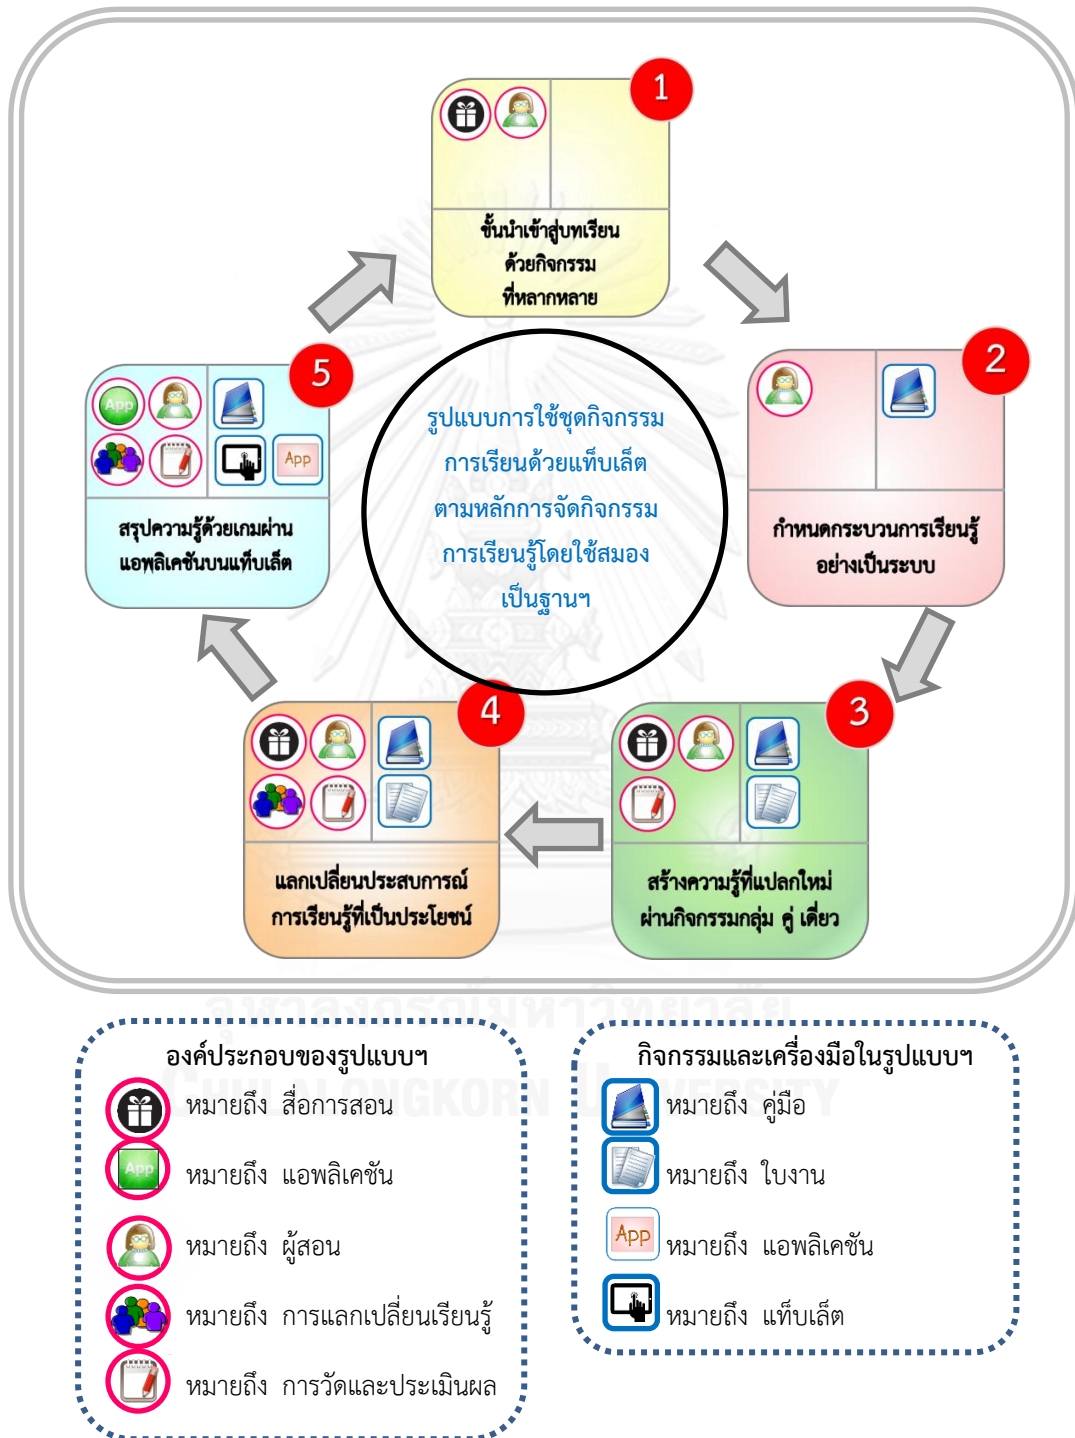 1
ขั้นนำเข้าสู่บทเรียน
ด้วยกิจกรรม
ที่หลากหลาย
2
กำหนดกระบวนการเรียนรู้
อย่างเป็นระบบ
3
สร้างความรู้ที่แปลกใหม่
ผ่านกิจกรรมกลุ่ม คู่ เดี่ยว
4
แลกเปลี่ยนประสบการณ์
การเรียนรู้ที่เป็นประโยชน์
5
App
App
สรุปความรู้ด้วยเกมผ่าน
แอพลิเคชันบนแท็บเล็ต
รูปแบบการใช้ชุดกิจกรรม
การเรียนด้วยแท็บเล็ต
ตามหลักการจัดกิจกรรม
การเรียนรู้โดยใช้สมอง
เป็นฐานฯ
จุฬาลงกรณ์มหาวิทยาลัย
CHULALONGKORN UNIVERSITY
องค์ประกอบของรูปแบบฯ
หมายถึง สื่อการสอน
App หมายถึง แอพลิเคชัน
หมายถึง ผู้สอน
หมายถึง การแลกเปลี่ยนเรียนรู้
หมายถึง การวัดและประเมินผล
กิจกรรมและเครื่องมือในรูปแบบฯ
หมายถึง คู่มือ
หมายถึง ใบงาน
App หมายถึง แอพลิเคชัน
หมายถึง แท็บเล็ต